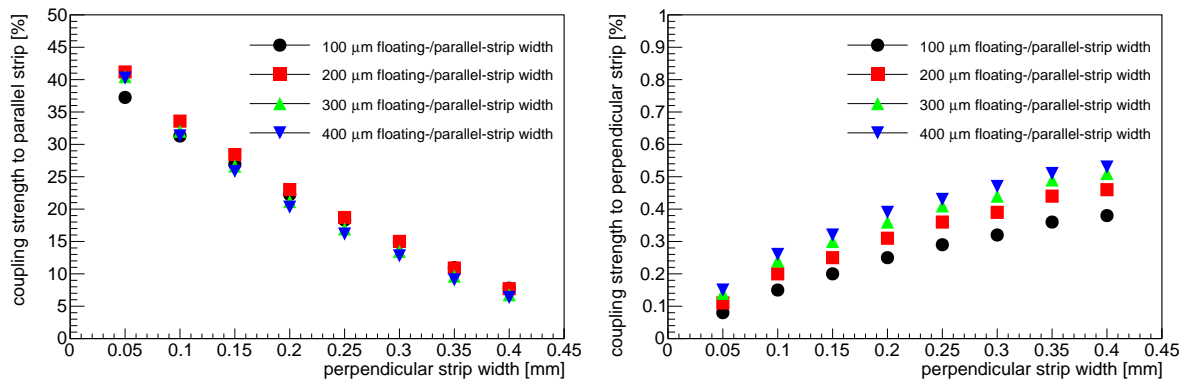 coupling strength to parallel strip [%]
50
45
40
35
30
25
20
15
10
5
0
100 μm floating-/parallel-strip width
200 μm floating-/parallel-strip width
300 μm floating-/parallel-strip width
400 μm floating-/parallel-strip width
0 0.05 0.1 0.15 0.2 0.25 0.3 0.35 0.4 0.45
perpendicular strip width [mm]
coupling strength to perpendicular strip [%]
1
0.9
0.8
0.7
0.6
0.5
0.4
0.3
0.2
0.1
0
100 μm floating-/parallel-strip width
200 μm floating-/parallel-strip width
300 μm floating-/parallel-strip width
400 μm floating-/parallel-strip width
0 0.05 0.1 0.15 0.2 0.25 0.3 0.35 0.4 0.45
perpendicular strip width [mm]